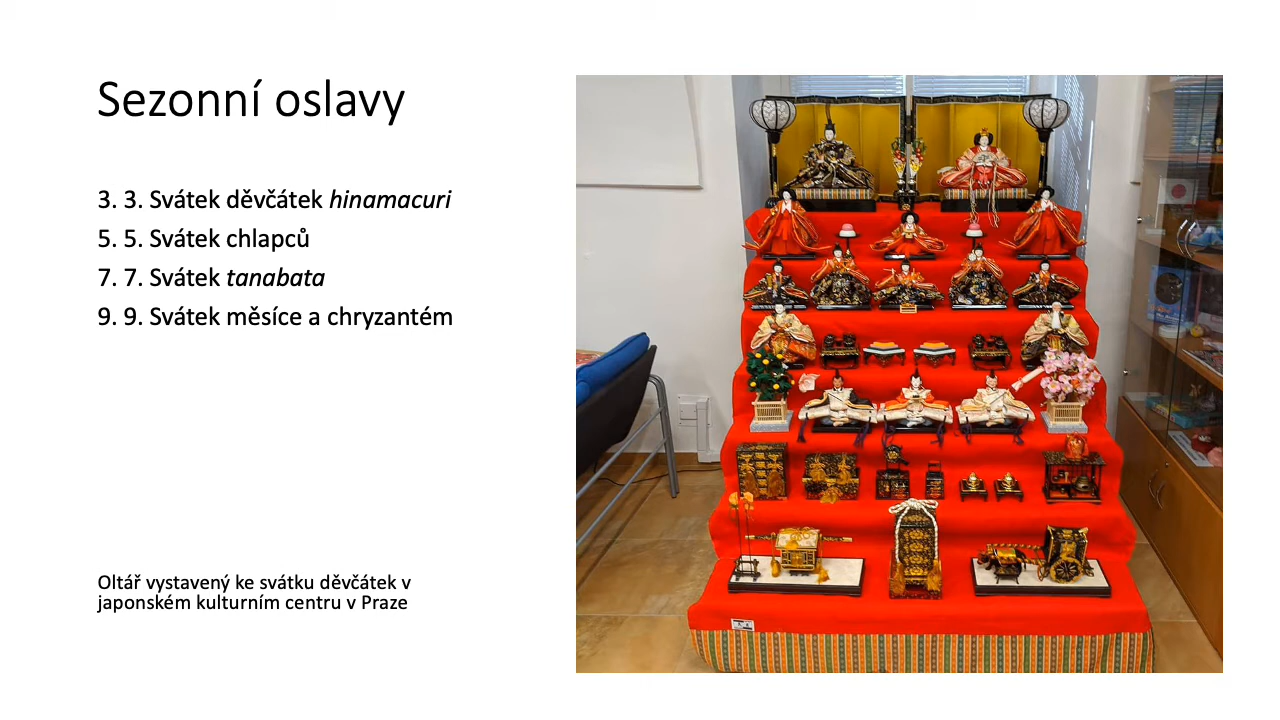 Sezonní oslavy
3. 3. Svátek děvčátek hinamacuri
5. 5. Svátek chlapců
7. 7. Svátek tanabata
9. 9. Svátek měsíce a chryzantém
Oltář vystavený ke svátku děvčátek v
japonském kulturním centru v Praze